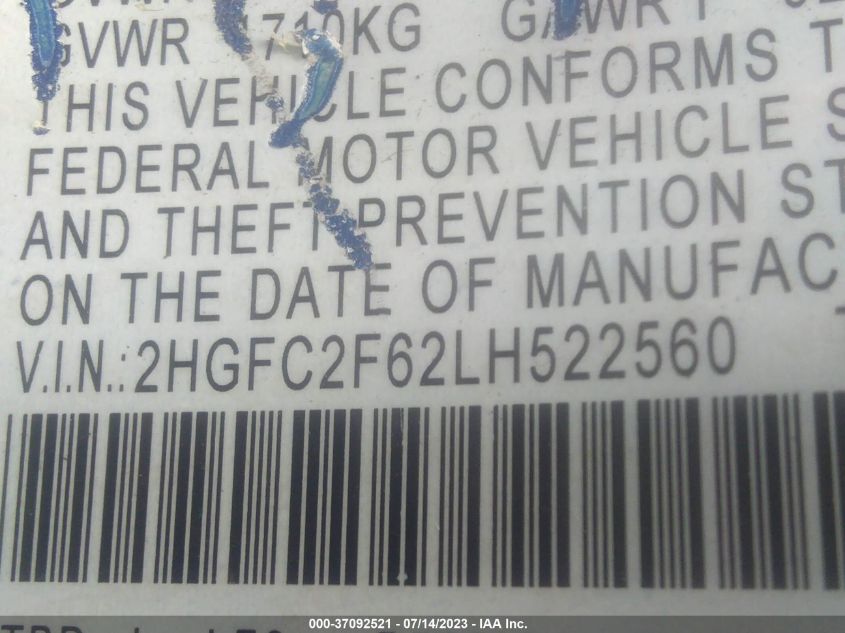 GVWR 1710KG GAWR F
THIS VEHICLE CONFORMS T
FEDERAL MOTOR VEHICLE S
AND THEFT PREVENTION ST
ON THE DATE OF MANUFAC
V.I.N.:2HGFC2F62LH522560
000-37092521 - 07/14/2023 - IAA Inc.